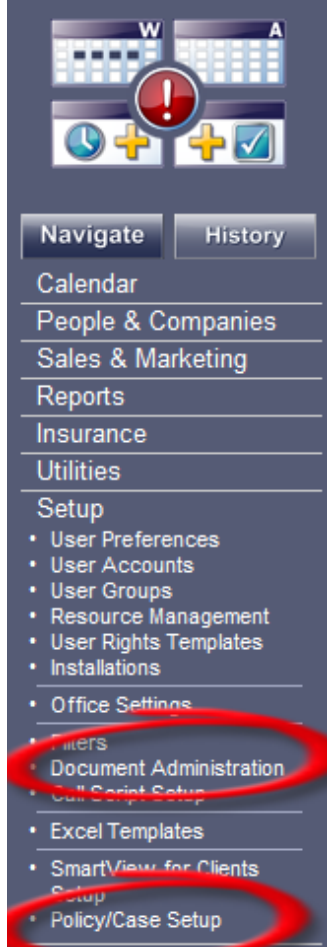 W A
!
Navigate History
Calendar
People & Companies
Sales & Marketing
Reports
Insurance
Utilities
Setup
• User Preferences
• User Accounts
• User Groups
• Resource Management
• User Rights Templates
• Installations
• Office Settings
• Filters
• Document Administration
• Call Script Setup
• Excel Templates
• SmartView for Clients
Setup
• Policy/Case Setup